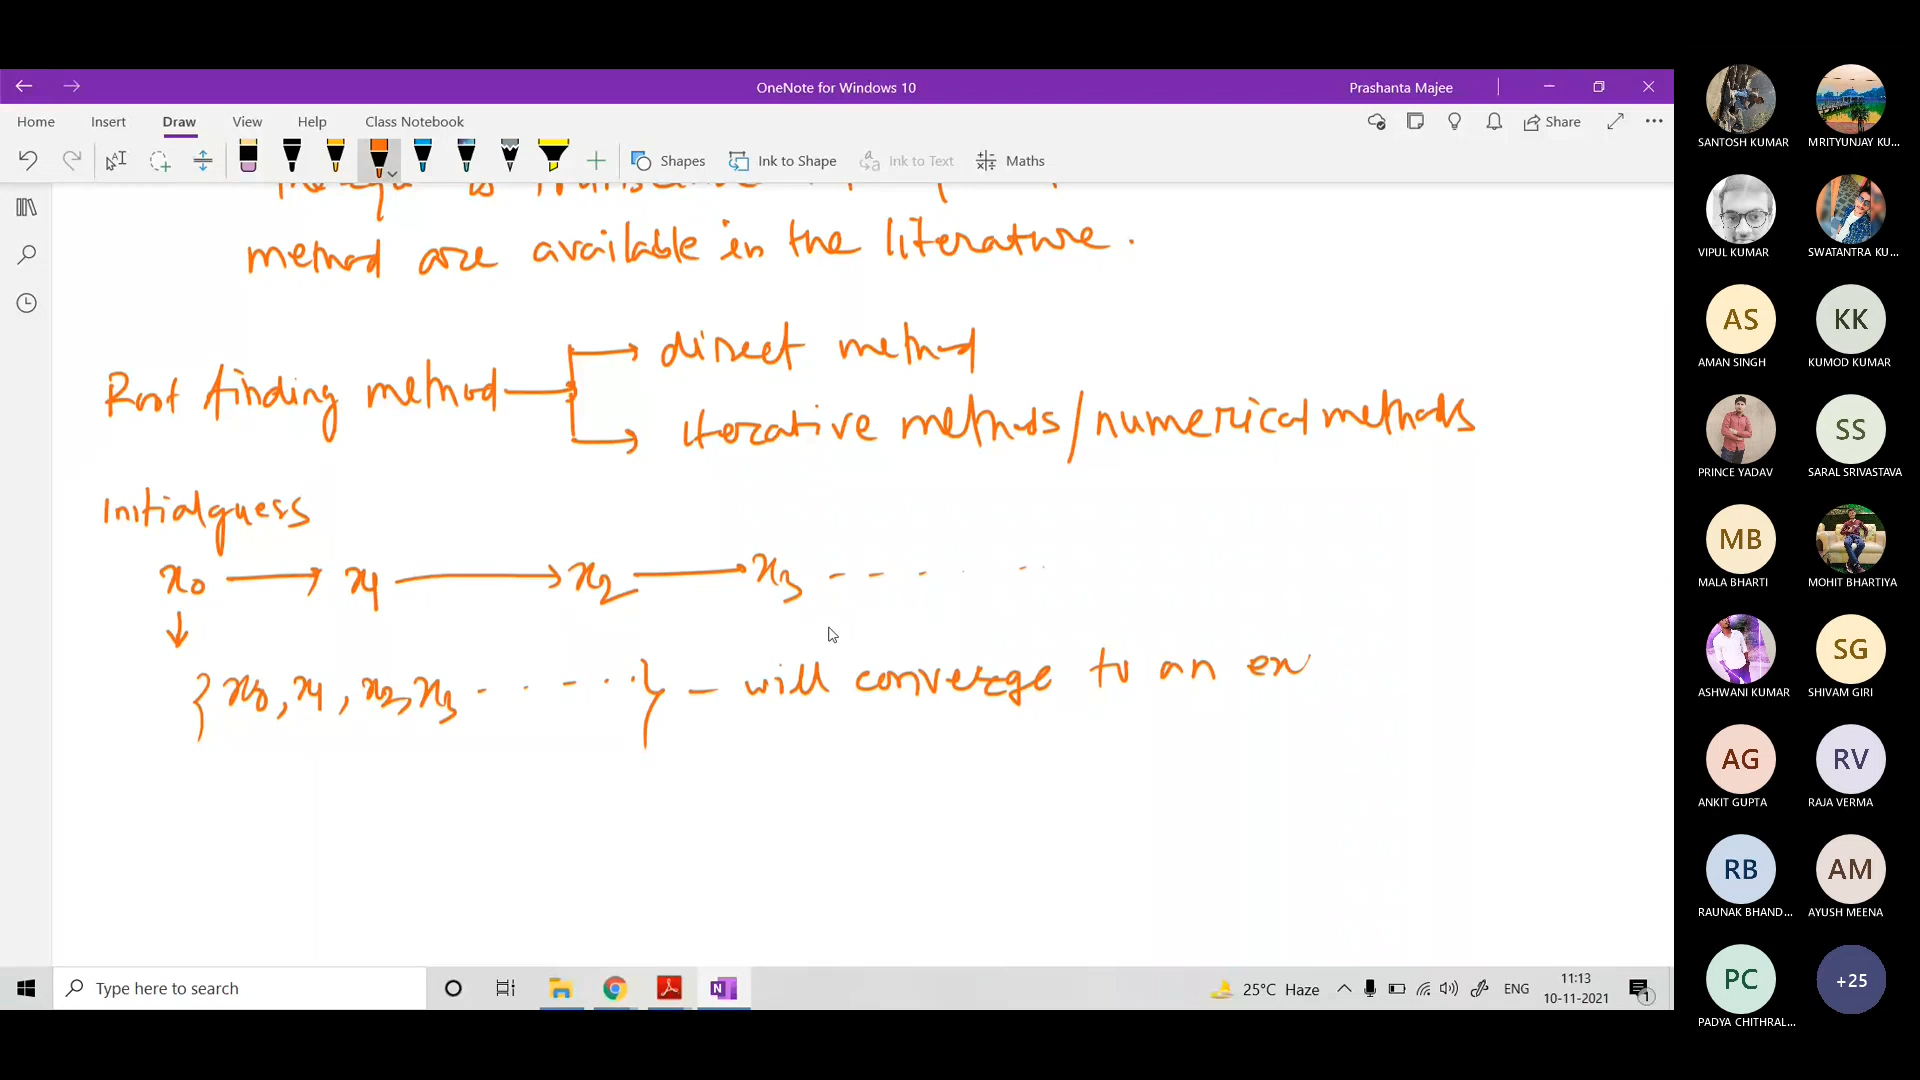 OneNote for Windows 10
Prashanta Majee
Home Insert Draw View Help Class Notebook
Share
Shapes Ink to Shape Ink to Text Maths
method are available in the literature.
Root finding method
direct method
iterative methods/numerical methods
Initial guess
x0 → x1 → x2 → x3 - - - - -
↓
{x0, x1, x2, x3 - - - - - } – will converge to an ex
Type here to search
25°C Haze
ENG
11:13
10-11-2021
1
SANTOSH KUMAR
MRITYUNJAY KU...
VIPUL KUMAR
SWATANTRA KU...
AS
AMAN SINGH
KK
KUMOD KUMAR
PRINCE YADAV
SS
SARAL SRIVASTAVA
MB
MALA BHARTI
MOHIT BHARTIYA
ASHWANI KUMAR
SG
SHIVAM GIRI
AG
ANKIT GUPTA
RV
RAJA VERMA
RB
RAUNAK BHAND...
AM
AYUSH MEENA
PC
PADYA CHITHRAL...
+25